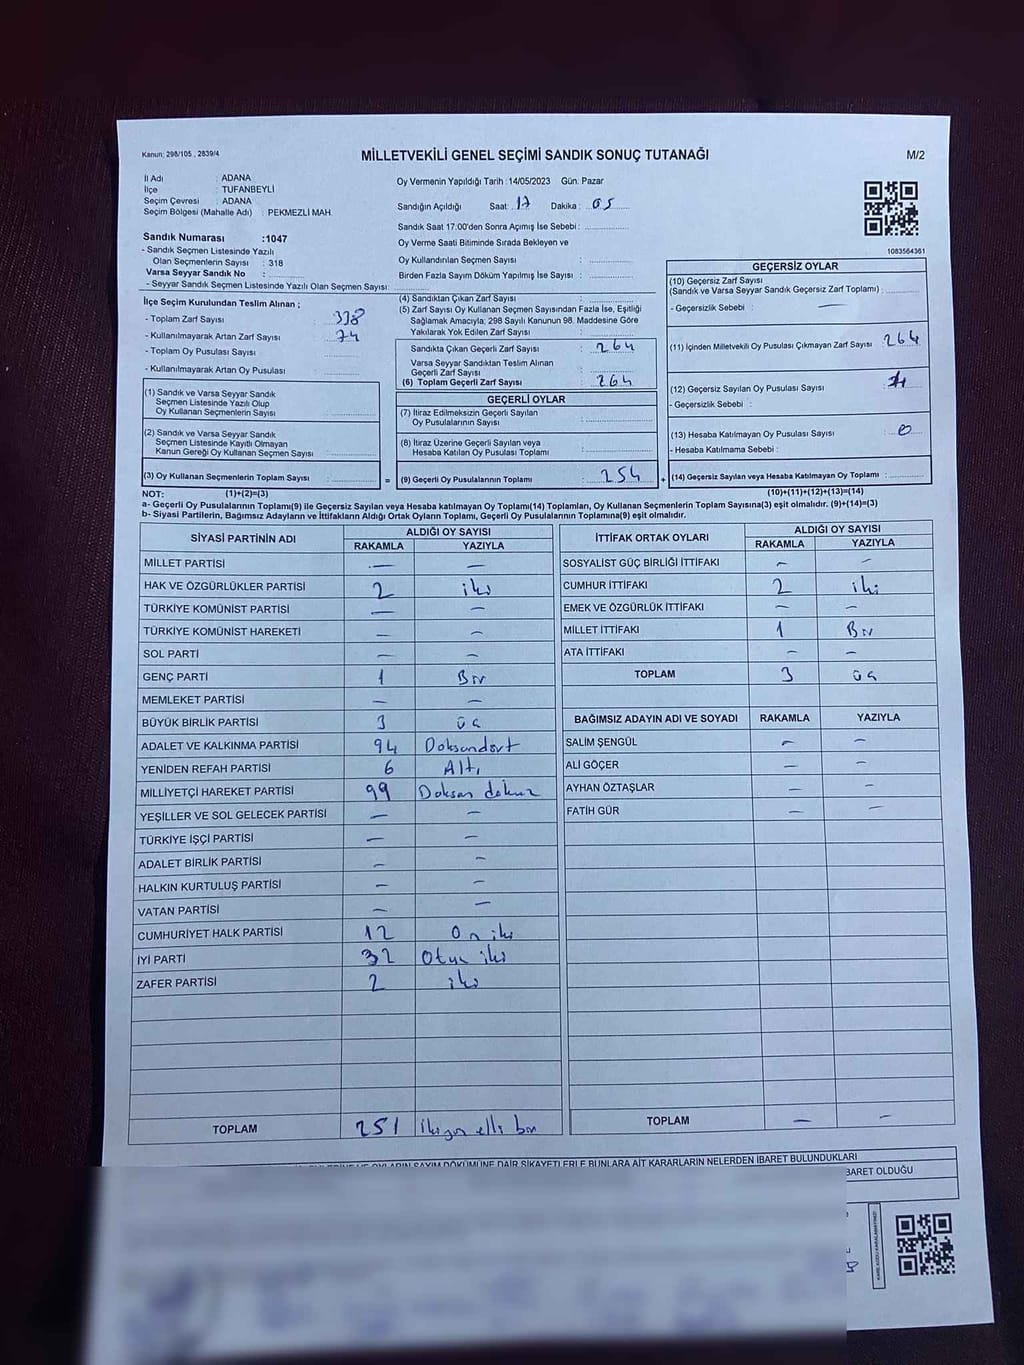 Kanun; 298/105 , 2839/4
MİLLETVEKİLİ GENEL SEÇİMİ SANDIK SONUÇ TUTANAĞI
M/2
İl Adı : ADANA
İlçe : TUFANBEYLİ
Seçim Çevresi : ADANA
Seçim Bölgesi (Mahalle Adı) : PEKMEZLİ MAH.
Sandık Numarası :1047
- Sandık Seçmen Listesinde Yazılı
Olan Seçmenlerin Sayısı : 318
Varsa Seyyar Sandık No :
- Seyyar Sandık Seçmen Listesinde Yazılı Olan Seçmen Sayısı:
Oy Vermenin Yapıldığı Tarih : 14/05/2023 Gün: Pazar
Sandığın Açıldığı Saat: 17 Dakika : 05
Sandık Saat 17.00'den Sonra Açımış İse Sebebi :
Oy Verme Saati Bitiminde Sırada Bekleyen ve
Oy Kullandırılan Seçmen Sayısı :
Birden Fazla Sayım Döküm Yapılmış İse Sayısı :
1083564361
İlçe Seçim Kurulundan Teslim Alınan ;
- Toplam Zarf Sayısı : 338
- Kullanılmayarak Artan Zarf Sayısı : 74
- Toplam Oy Pusulası Sayısı :
- Kullanılmayarak Artan Oy Pusulası :
(1) Sandık ve Varsa Seyyar Sandık
Seçmen Listesinde Yazılı Olup
Oy Kullanan Seçmenlerin Sayısı :
(2) Sandık ve Varsa Seyyar Sandık
Seçmen Listesinde Kayıtlı Olmayan
Kanun Gereği Oy Kullanan Seçmen Sayısı :
(3) Oy Kullanan Seçmenlerin Toplam Sayısı :
(4) Sandıktan Çıkan Zarf Sayısı :
(5) Zarf Sayısı Oy Kullanan Seçmen Sayısından Fazla İse, Eşitliği
Sağlamak Amacıyla; 298 Sayılı Kanunun 98. Maddesine Göre
Yakılarak Yok Edilen Zarf Sayısı :
Sandıkta Çıkan Geçerli Zarf Sayısı : 264
Varsa Seyyar Sandıktan Teslim Alınan
Geçerli Zarf Sayısı :
(6) Toplam Geçerli Zarf Sayısı : 264
GEÇERLİ OYLAR
(7) İtiraz Edilmeksizin Geçerli Sayılan
Oy Pusulalarının Sayısı :
(8) İtiraz Üzerine Geçerli Sayılan veya
Hesaba Katılan Oy Pusulası Toplamı :
= (9) Geçerli Oy Pusulalarının Toplamı : 254 +
GEÇERSİZ OYLAR
(10) Geçersiz Zarf Sayısı
(Sandık ve Varsa Seyyar Sandık Geçersiz Zarf Toplamı) :
- Geçersizlik Sebebi : —
(11) İçinden Milletvekili Oy Pusulası Çıkmayan Zarf Sayısı 264
(12) Geçersiz Sayılan Oy Pusulası Sayısı :
- Geçersizlik Sebebi :
(13) Hesaba Katılmayan Oy Pusulası Sayısı : 0
- Hesaba Katılmama Sebebi :
(14) Geçersiz Sayılan veya Hesaba Katılmayan Oy Toplamı :
NOT: (1)+(2)=(3) (10)+(11)+(12)+(13)=(14)
a- Geçerli Oy Pusulalarının Toplamı(9) ile Geçersiz Sayılan veya Hesaba katılmayan Oy Toplamı(14) Toplamları, Oy Kullanan Seçmenlerin Toplam Sayısına(3) eşit olmalıdır. (9)+(14)=(3)
b- Siyasi Partilerin, Bağımsız Adayların ve İttifakların Aldığı Ortak Oyların Toplamı, Geçerli Oy Pusulalarının Toplamına(9) eşit olmalıdır.
SİYASİ PARTİNİN ADI ALDIĞI OY SAYISI
RAKAMLA YAZIYLA
MİLLET PARTİSİ — —
HAK VE ÖZGÜRLÜKLER PARTİSİ 2 iki
TÜRKİYE KOMÜNİST PARTİSİ — —
TÜRKİYE KOMÜNİST HAREKETİ — —
SOL PARTİ — —
GENÇ PARTİ 1 Bir
MEMLEKET PARTİSİ — —
BÜYÜK BİRLİK PARTİSİ 3 üç
ADALET VE KALKINMA PARTİSİ 94 Doksandört
YENİDEN REFAH PARTİSİ 6 Altı
MİLLİYETÇİ HAREKET PARTİSİ 99 Doksan dokuz
YEŞİLLER VE SOL GELECEK PARTİSİ — —
TÜRKİYE İŞÇİ PARTİSİ — —
ADALET BİRLİK PARTİSİ — —
HALKIN KURTULUŞ PARTİSİ — —
VATAN PARTİSİ — —
CUMHURİYET HALK PARTİSİ 12 On iki
İYİ PARTİ 32 Otuz iki
ZAFER PARTİSİ 2 iki
TOPLAM 251 İkiyüz elli bir
İTTİFAK ORTAK OYLARI ALDIĞI OY SAYISI
RAKAMLA YAZIYLA
SOSYALİST GÜÇ BİRLİĞİ İTTİFAKI — —
CUMHUR İTTİFAKI 2 iki
EMEK VE ÖZGÜRLÜK İTTİFAKI — —
MİLLET İTTİFAKI 1 Bir
ATA İTTİFAKI — —
TOPLAM 3 üç
BAĞIMSIZ ADAYIN ADI VE SOYADI RAKAMLA YAZIYLA
SALİM ŞENGÜL — —
ALİ GÖÇER — —
AYHAN ÖZTAŞLAR — —
FATİH GÜR — —
TOPLAM — —
SAYIM DÖKÜMÜNE DAİR ŞİKAYETLERLE BUNLARA AİT KARARLARIN NELERDEN İBARET BULUNDUKLARI
BARET OLDUĞU